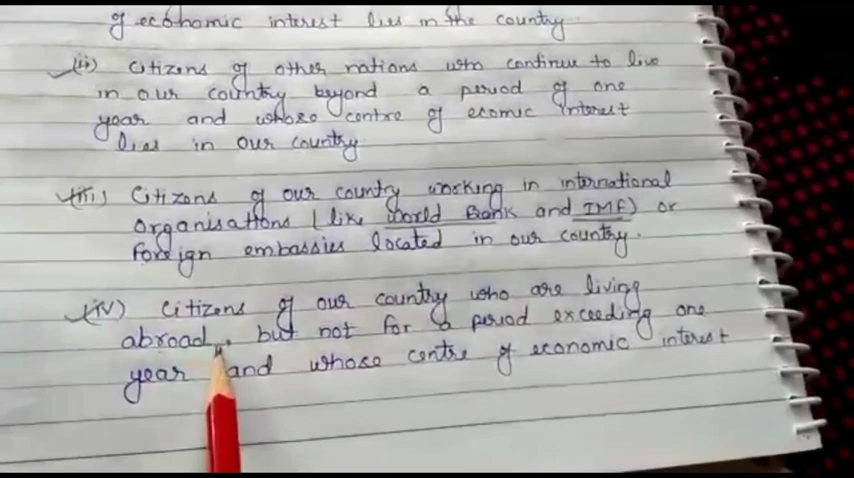 of economic interest lies in the country
(ii) Citizens of other nations who continue to live
in our country beyond a period of one
year and whose centre of ecomic interest
lies in our country
(iii) Citizens of our country working in international
organisations (like World Bank and IMF) or
foreign embassies located in our country.
(iv) Citizens of our country who are living
abroad, but not for a period exceeding one
year and whose centre of economic interest